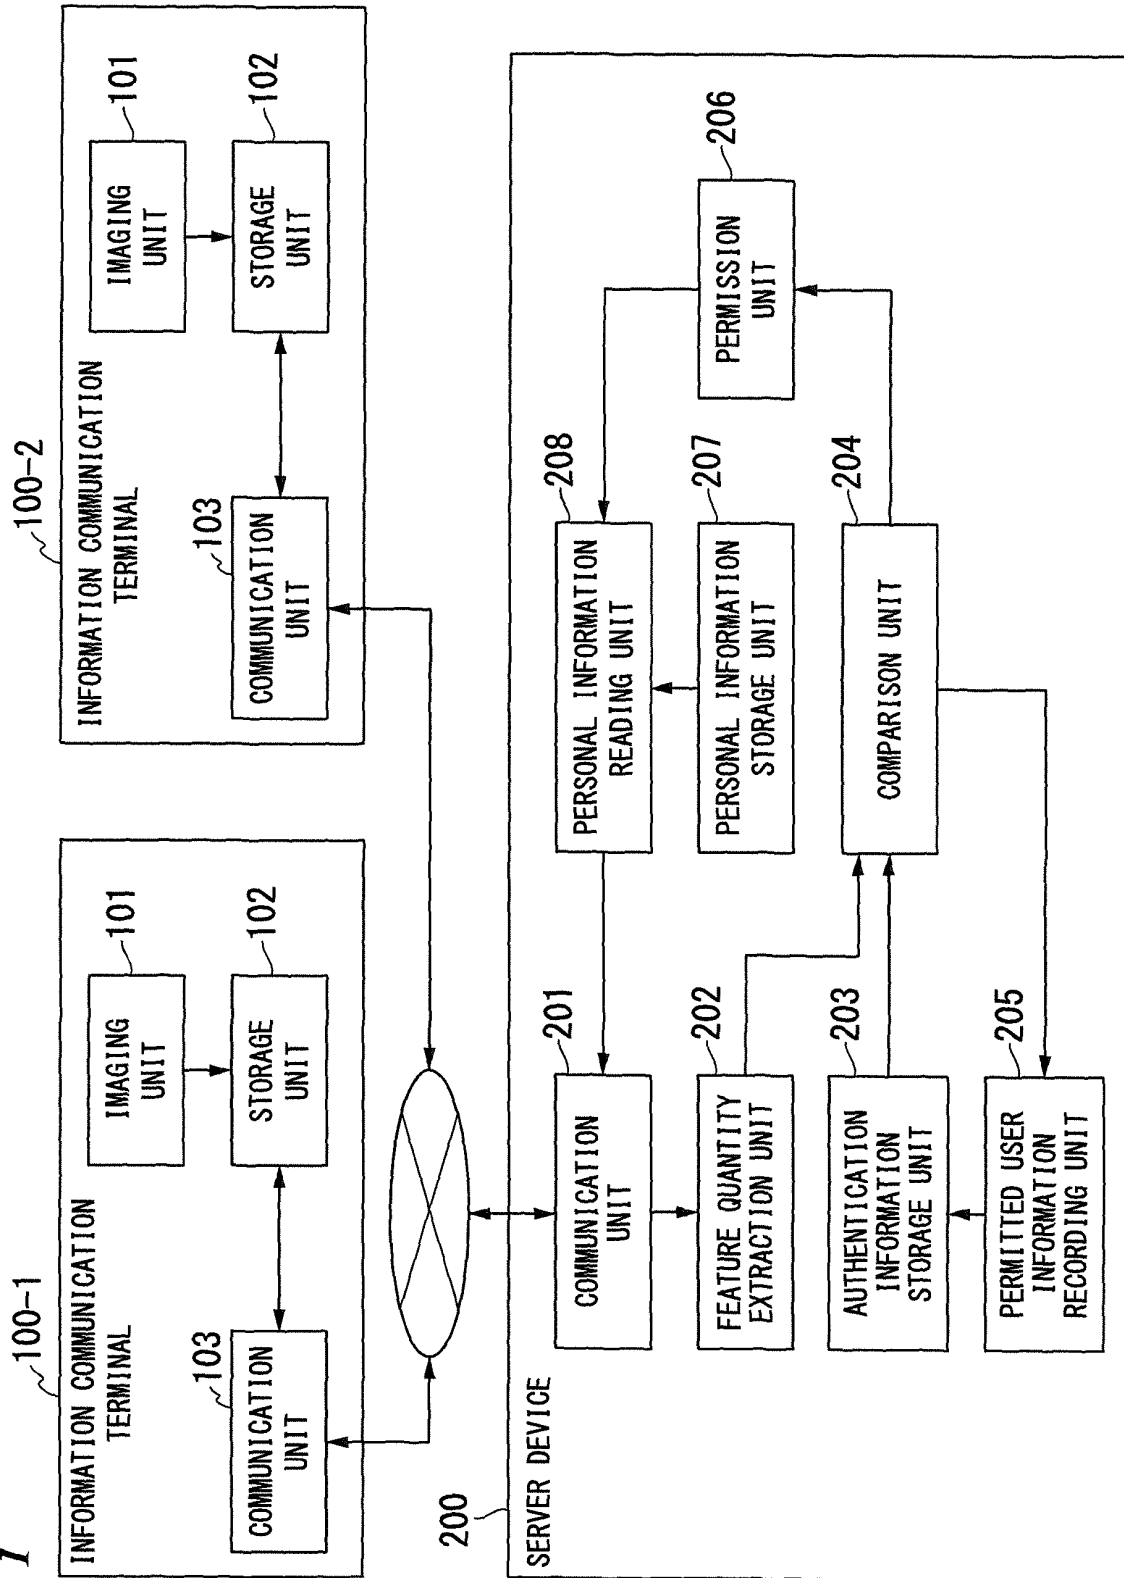 1
100-1
INFORMATION COMMUNICATION
TERMINAL
101
IMAGING
UNIT
102
STORAGE
UNIT
103
COMMUNICATION
UNIT
100-2
INFORMATION COMMUNICATION
TERMINAL
101
IMAGING
UNIT
102
STORAGE
UNIT
103
COMMUNICATION
UNIT
200
SERVER DEVICE
201
COMMUNICATION
UNIT
208
PERSONAL INFORMATION
READING UNIT
206
PERMISSION
UNIT
202
FEATURE QUANTITY
EXTRACTION UNIT
207
PERSONAL INFORMATION
STORAGE UNIT
203
AUTHENTICATION
INFORMATION
STORAGE UNIT
204
COMPARISON UNIT
205
PERMITTED USER
INFORMATION
RECORDING UNIT